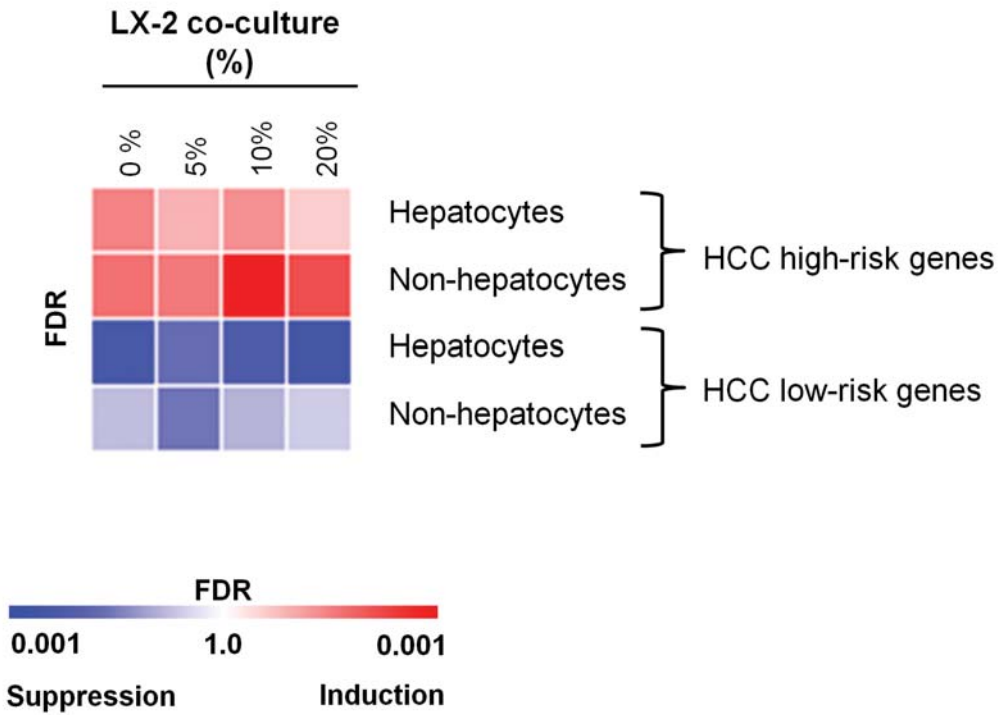 LX-2 co-culture
(%)
0 %
5%
10%
20%
FDR
Hepatocytes
Non-hepatocytes
HCC high-risk genes
Hepatocytes
Non-hepatocytes
HCC low-risk genes
FDR
0.001 1.0 0.001
Suppression Induction